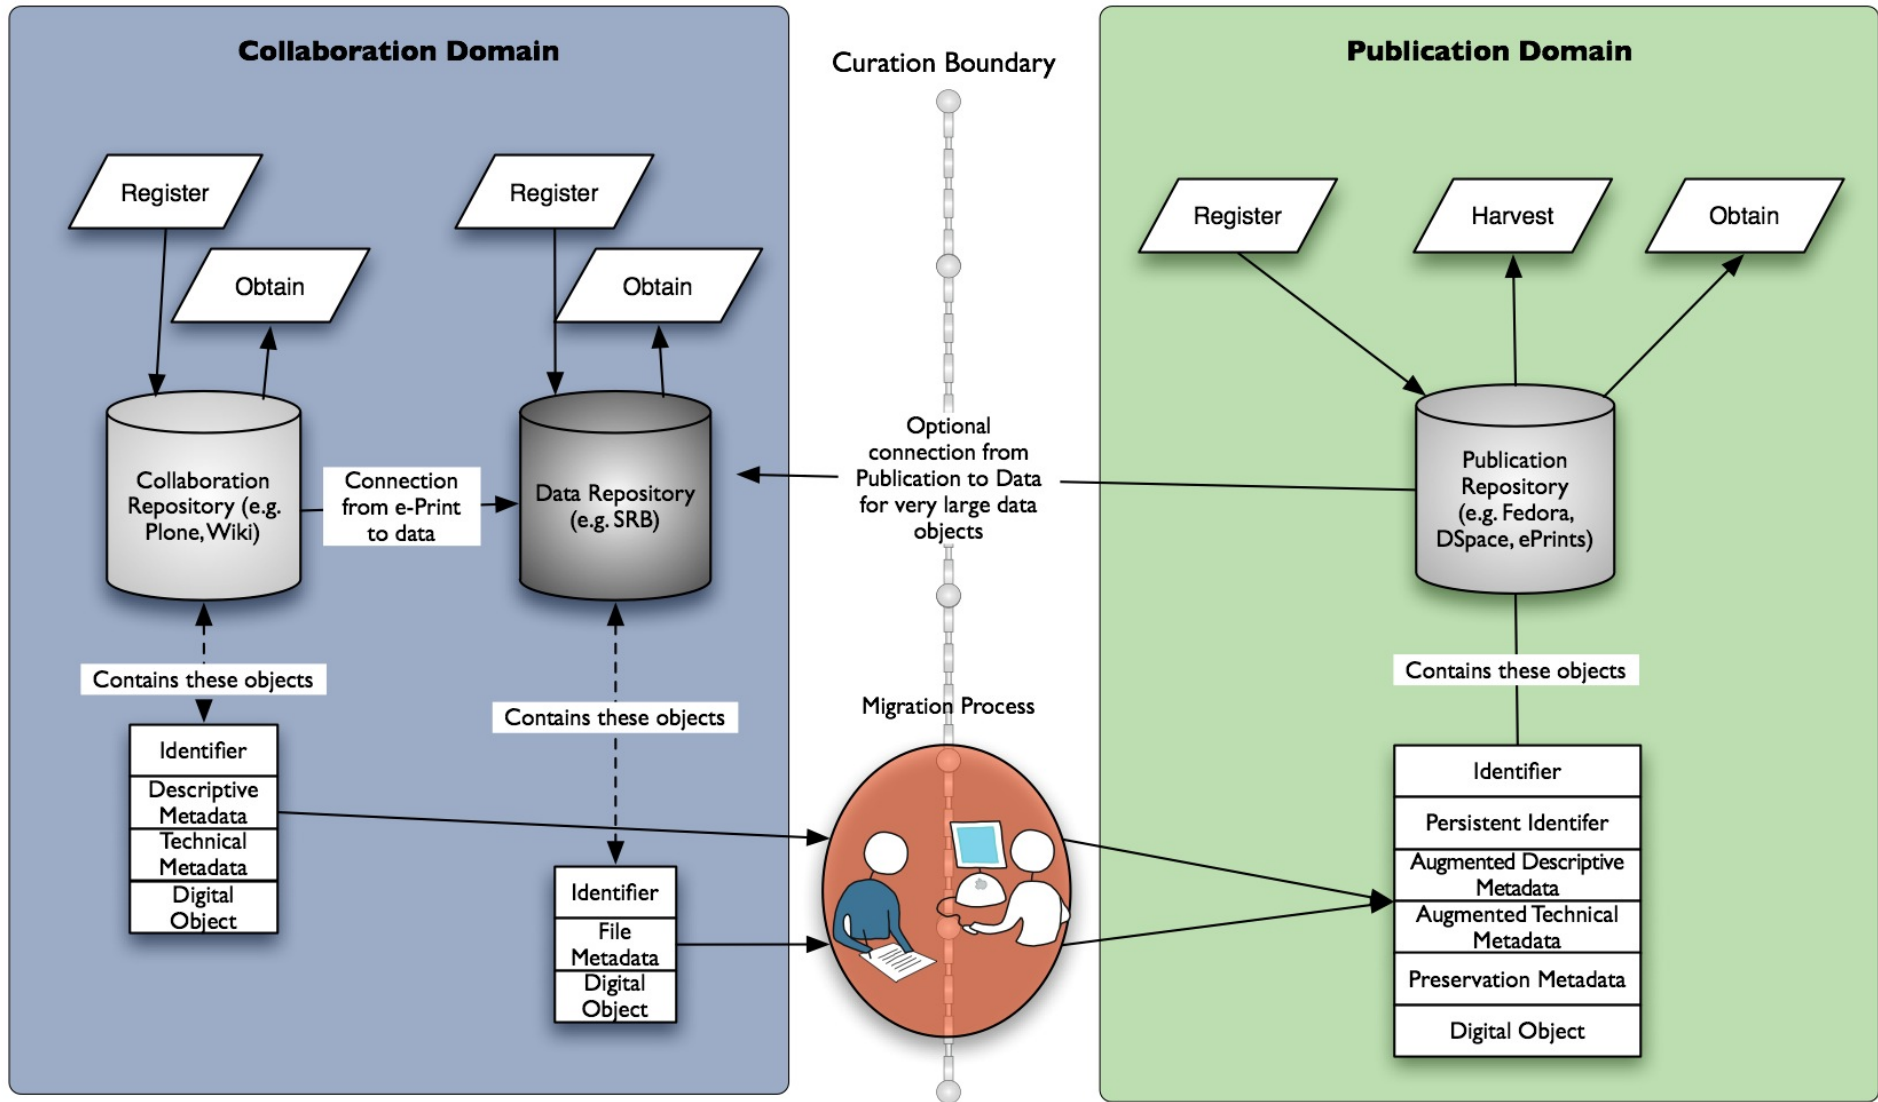 Collaboration Domain
Curation Boundary
Publication Domain
Register
Obtain
Register
Obtain
Register
Harvest
Obtain
Collaboration
Repository (e.g.
Plone, Wiki)
Connection
from e-Print
to data
Data Repository
(e.g. SRB)
Optional
connection from
Publication to Data
for very large data
objects
Publication
Repository
(e.g. Fedora,
DSpace, ePrints)
Contains these objects
Contains these objects
Contains these objects
Migration Process
Identifier
Descriptive
Metadata
Technical
Metadata
Digital
Object
Identifier
File
Metadata
Digital
Object
Identifier
Persistent Identifer
Augmented Descriptive
Metadata
Augmented Technical
Metadata
Preservation Metadata
Digital Object